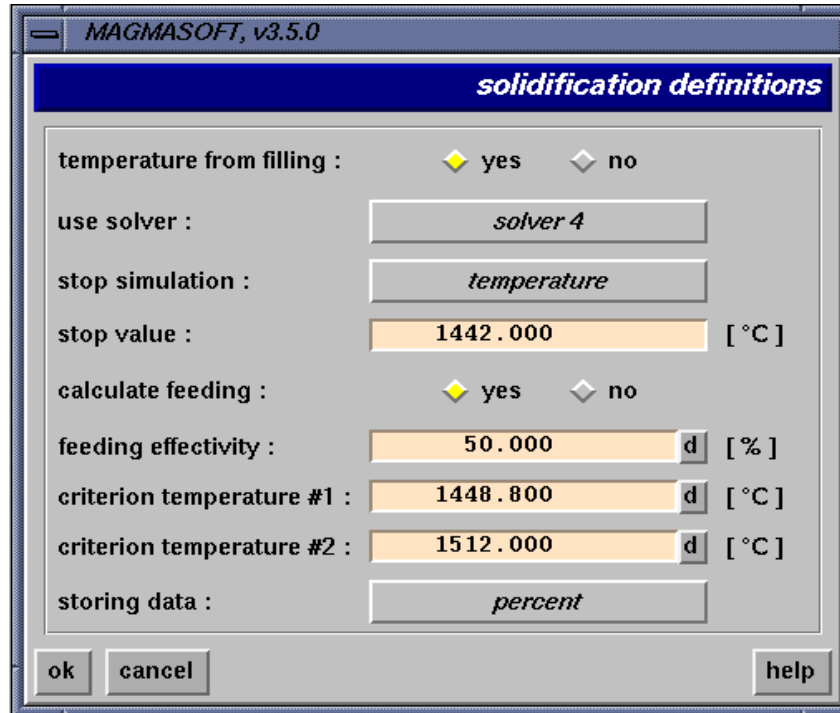 MAGMASOFT, v3.5.0
solidification definitions
temperature from filling : yes no
use solver : solver 4
stop simulation : temperature
stop value : 1442.000 [ °C ]
calculate feeding : yes no
feeding effectivity : 50.000 d [ % ]
criterion temperature #1 : 1448.800 d [ °C ]
criterion temperature #2 : 1512.000 d [ °C ]
storing data : percent
ok cancel help